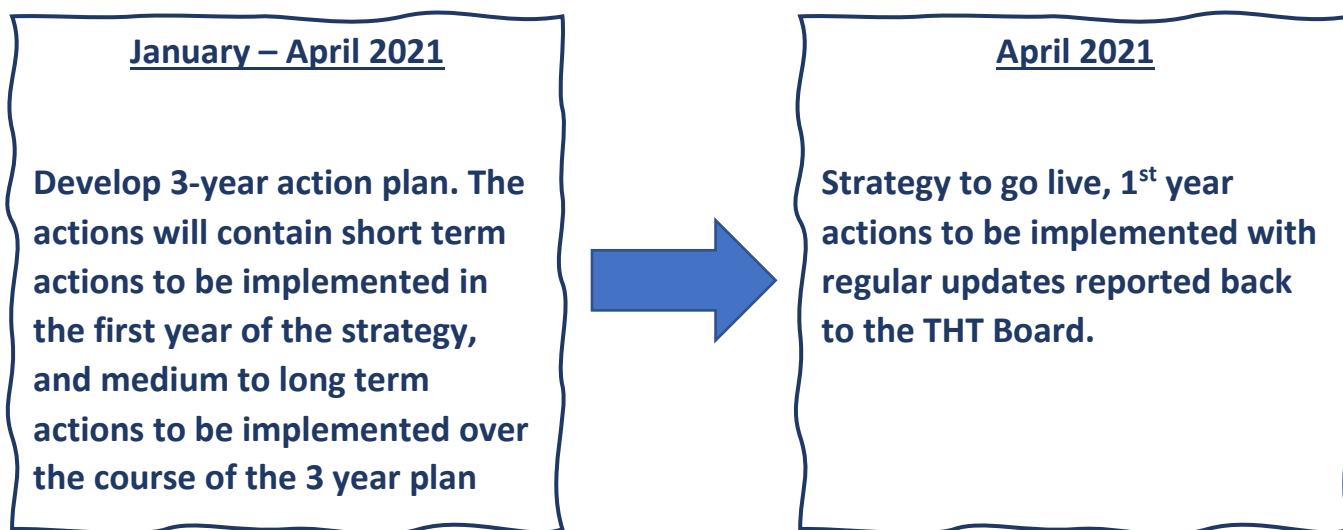 January – April 2021
Develop 3-year action plan. The
actions will contain short term
actions to be implemented in
the first year of the strategy,
and medium to long term
actions to be implemented over
the course of the 3 year plan
April 2021
Strategy to go live, 1st year
actions to be implemented with
regular updates reported back
to the THT Board.